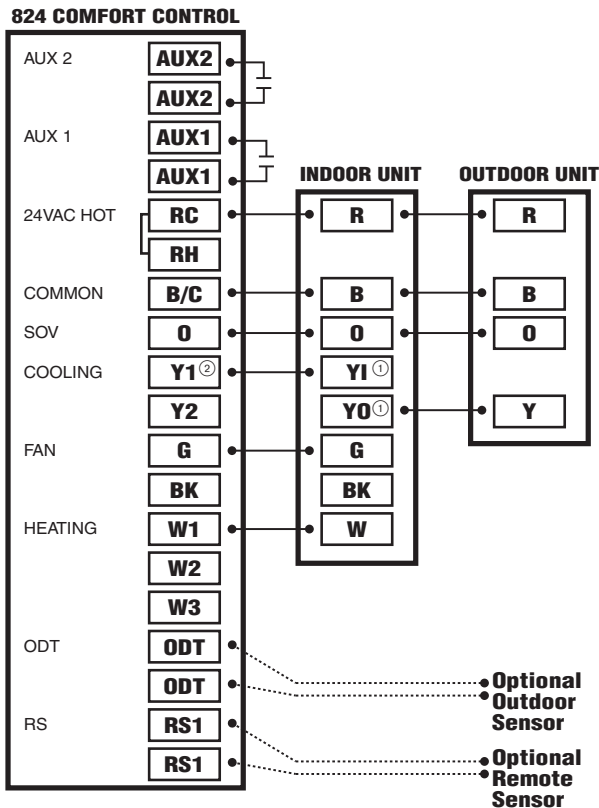 824 COMFORT CONTROL
AUX 2
AUX2
AUX2
AUX 1
AUX1
AUX1
INDOOR UNIT
OUTDOOR UNIT
24VAC HOT
RC
R
R
RH
COMMON
B/C
B
B
SOV
O
O
O
COOLING
Y1②
YI①
Y2
YO①
Y
FAN
G
G
BK
BK
HEATING
W1
W
W2
W3
ODT
ODT
ODT
Optional
Outdoor
Sensor
RS
RS1
RS1
Optional
Remote
Sensor